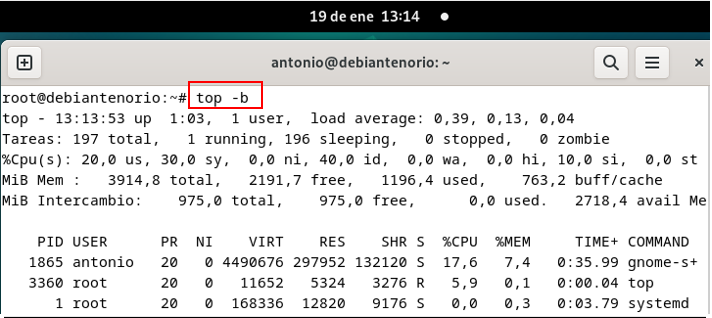 19 de ene 13:14
antonio@debiantenorio: ~
root@debiantenorio:~# top -b
top - 13:13:53 up  1:03,  1 user,  load average: 0,39, 0,13, 0,04
Tareas: 197 total,   1 running, 196 sleeping,   0 stopped,   0 zombie
%Cpu(s): 20,0 us, 30,0 sy,  0,0 ni, 40,0 id,  0,0 wa,  0,0 hi, 10,0 si,  0,0 st
MiB Mem :   3914,8 total,   2191,7 free,   1196,4 used,    763,2 buff/cache
MiB Intercambio:    975,0 total,    975,0 free,      0,0 used.   2718,4 avail Me
PID USER      PR  NI    VIRT    RES    SHR S  %CPU  %MEM     TIME+ COMMAND
1865 antonio   20   0 4490676 297952 132120 S  17,6   7,4   0:35.99 gnome-s+
3360 root      20   0   11652   5324   3276 R   5,9   0,1   0:00.04 top
1 root      20   0  168336  12820   9176 S   0,0   0,3   0:03.79 systemd